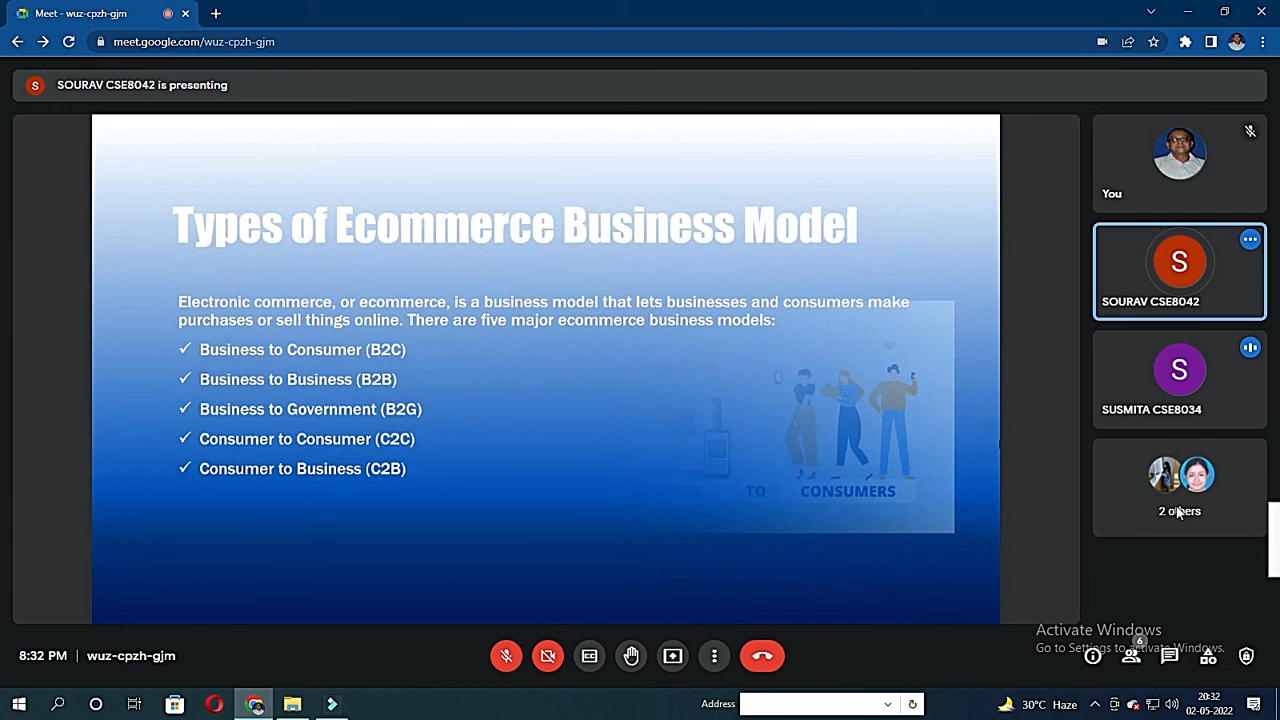 Meet - wuz-cpzh-gjm
meet.google.com/wuz-cpzh-gjm
S
SOURAV CSE8042 is presenting
Types of Ecommerce Business Model
Electronic commerce, or ecommerce, is a business model that lets businesses and consumers make
purchases or sell things online. There are five major ecommerce business models:
✓ Business to Consumer (B2C)
✓ Business to Business (B2B)
✓ Business to Government (B2G)
✓ Consumer to Consumer (C2C)
✓ Consumer to Business (C2B)
TO CONSUMERS
You
S
SOURAV CSE8042
S
SUSMITA CSE8034
2 others
Activate Windows
Go to Settings to activate Windows.
8:32 PM | wuz-cpzh-gjm
6
Address
30°C Haze
20:32
02-05-2022